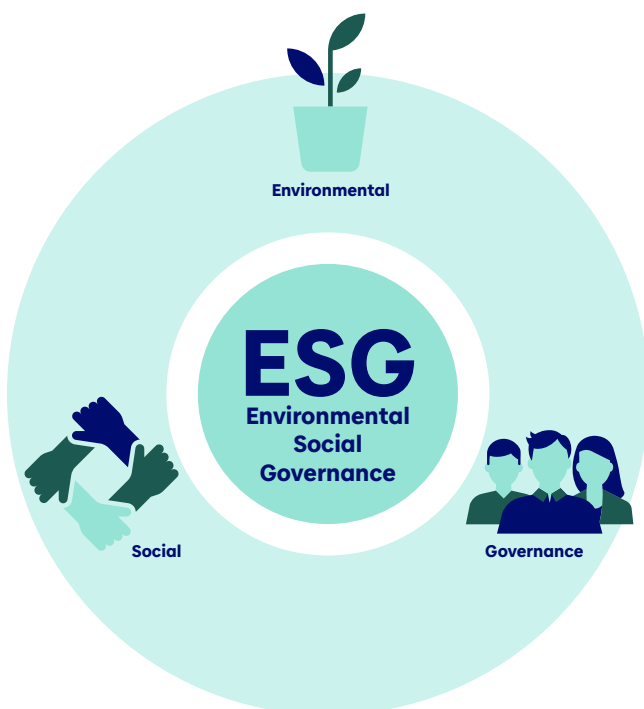 Environmental
ESG
Environmental
Social
Governance
Social
Governance